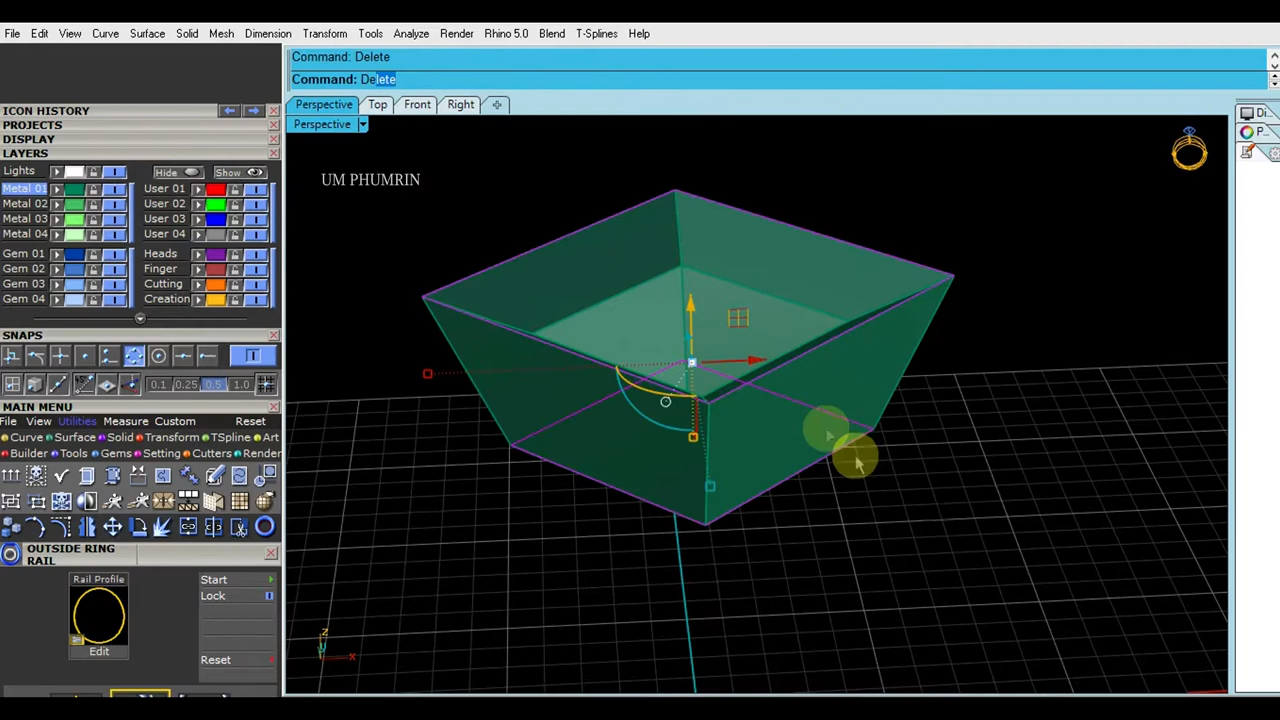 File Edit View Curve Surface Solid Mesh Dimension Transform Tools Analyze Render Rhino 5.0 Blend T-Splines Help
Command: Delete
Command: Delete
Perspective Top Front Right
Perspective
UM PHUMRIN
ICON HISTORY
PROJECTS
DISPLAY
LAYERS
Lights Hide Show
Metal 01 User 01
Metal 02 User 02
Metal 03 User 03
Metal 04 User 04
Gem 01 Heads
Gem 02 Finger
Gem 03 Cutting
Gem 04 Creation
SNAPS
0.1 0.25 0.5 1.0
MAIN MENU
File View Utilities Measure Custom Reset
Curve Surface Solid Transform TSpline Art
Builder Tools Gems Setting Cutters Render
OUTSIDE RING
RAIL
Rail Profile
Edit
Start
Lock
Reset
Di...
P...
z
x